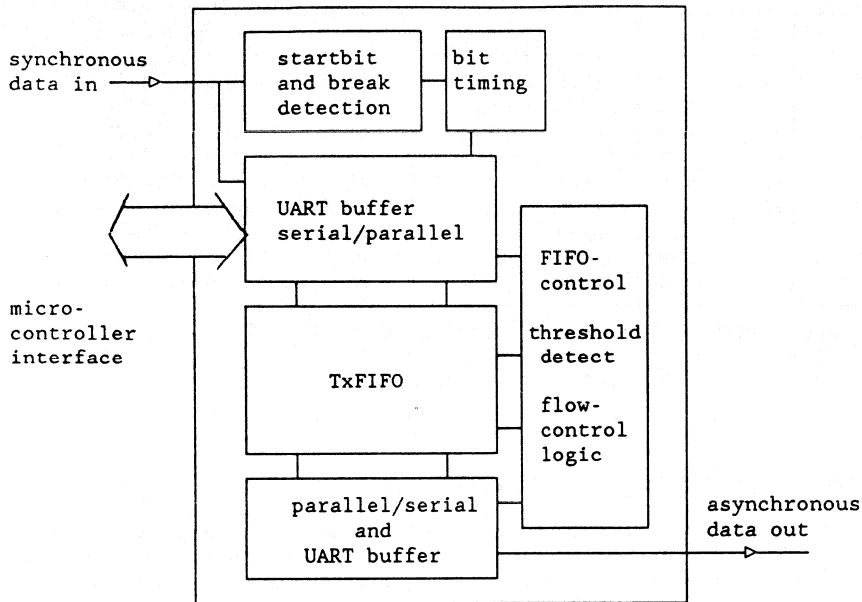 synchronous
data in
startbit
and break
detection
bit
timing
UART buffer
serial/parallel
micro-
controller
interface
FIFO-
control
threshold
detect
flow-
control
logic
TxFIFO
parallel/serial
and
UART buffer
asynchronous
data out